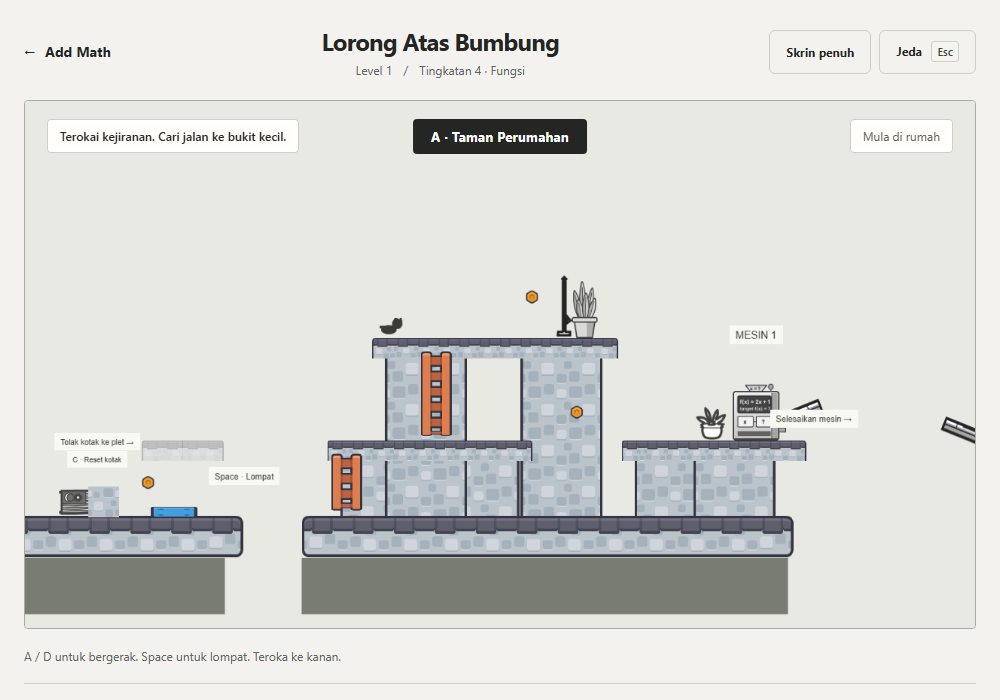 ← Add Math
Lorong Atas Bumbung
Level 1 / Tingkatan 4 · Fungsi
Skrin penuh
Jeda Esc
Terokai kejiranan. Cari jalan ke bukit kecil.
A · Taman Perumahan
Mula di rumah
MESIN 1
f(x) = 2x + 1
Selesaikan mesin →
x
?
Tolak kotak ke plet →
C · Reset kotak
Space · Lompat
A / D untuk bergerak. Space untuk lompat. Teroka ke kanan.